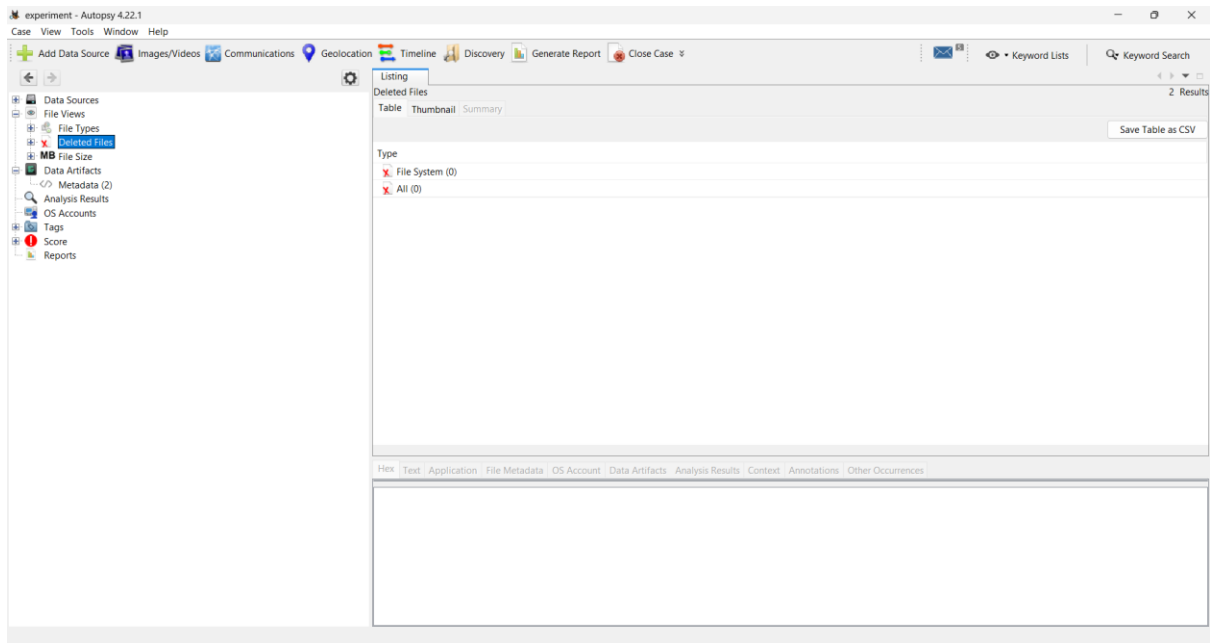 experiment - Autopsy 4.22.1
Case View Tools Window Help
Add Data Source Images/Videos Communications Geolocation Timeline Discovery Generate Report Close Case Keyword Lists Keyword Search
Listing
Deleted Files 2 Results
Table Thumbnail Summary
Save Table as CSV
Type
File System (0)
All (0)
Data Sources
File Views
File Types
Deleted Files
MB File Size
Data Artifacts
Metadata (2)
Analysis Results
OS Accounts
Tags
Score
Reports
Hex Text Application File Metadata OS Account Data Artifacts Analysis Results Context Annotations Other Occurrences